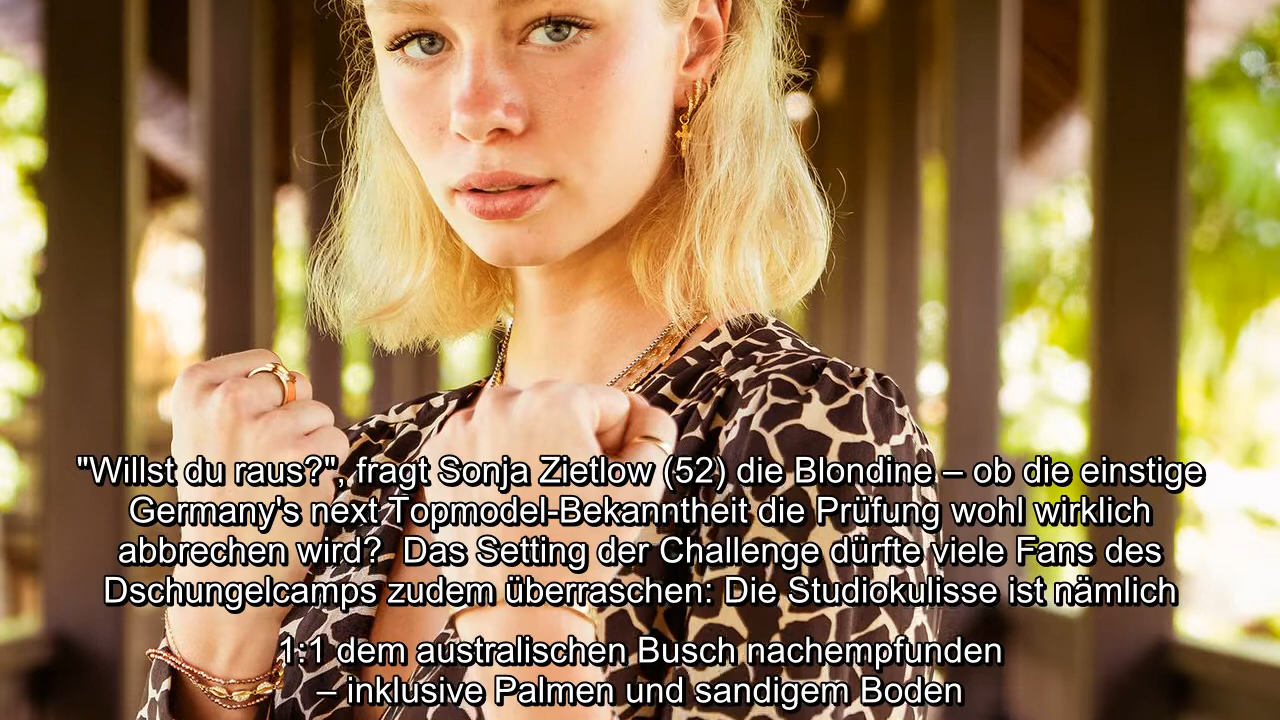 "Willst du raus?", fragt Sonja Zietlow (52) die Blondine – ob die einstige
Germany's next Topmodel-Bekanntheit die Prüfung wohl wirklich
abbrechen wird?  Das Setting der Challenge dürfte viele Fans des
Dschungelcamps zudem überraschen: Die Studiokulisse ist nämlich
1:1 dem australischen Busch nachempfunden
– inklusive Palmen und sandigem Boden